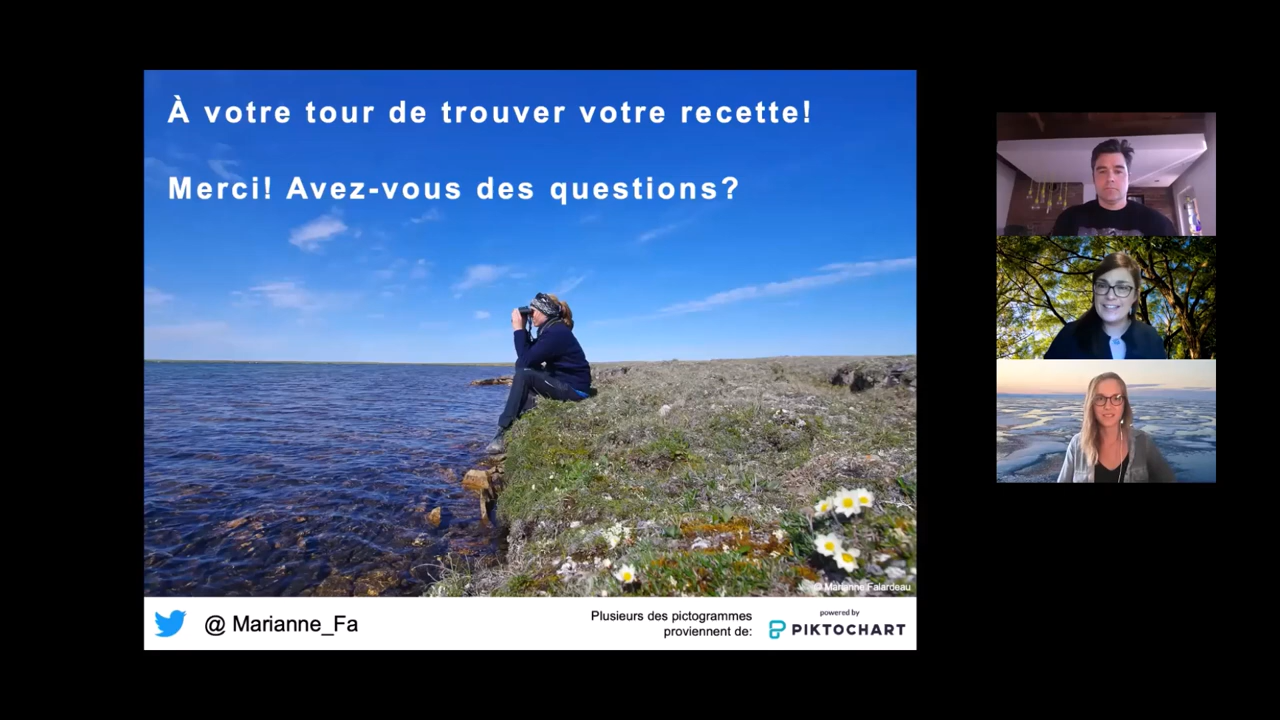 À votre tour de trouver votre recette!
Merci! Avez-vous des questions?
© Marianne Falardeau
@ Marianne_Fa
Plusieurs des pictogrammes
proviennent de:
powered by
PIKTOCHART